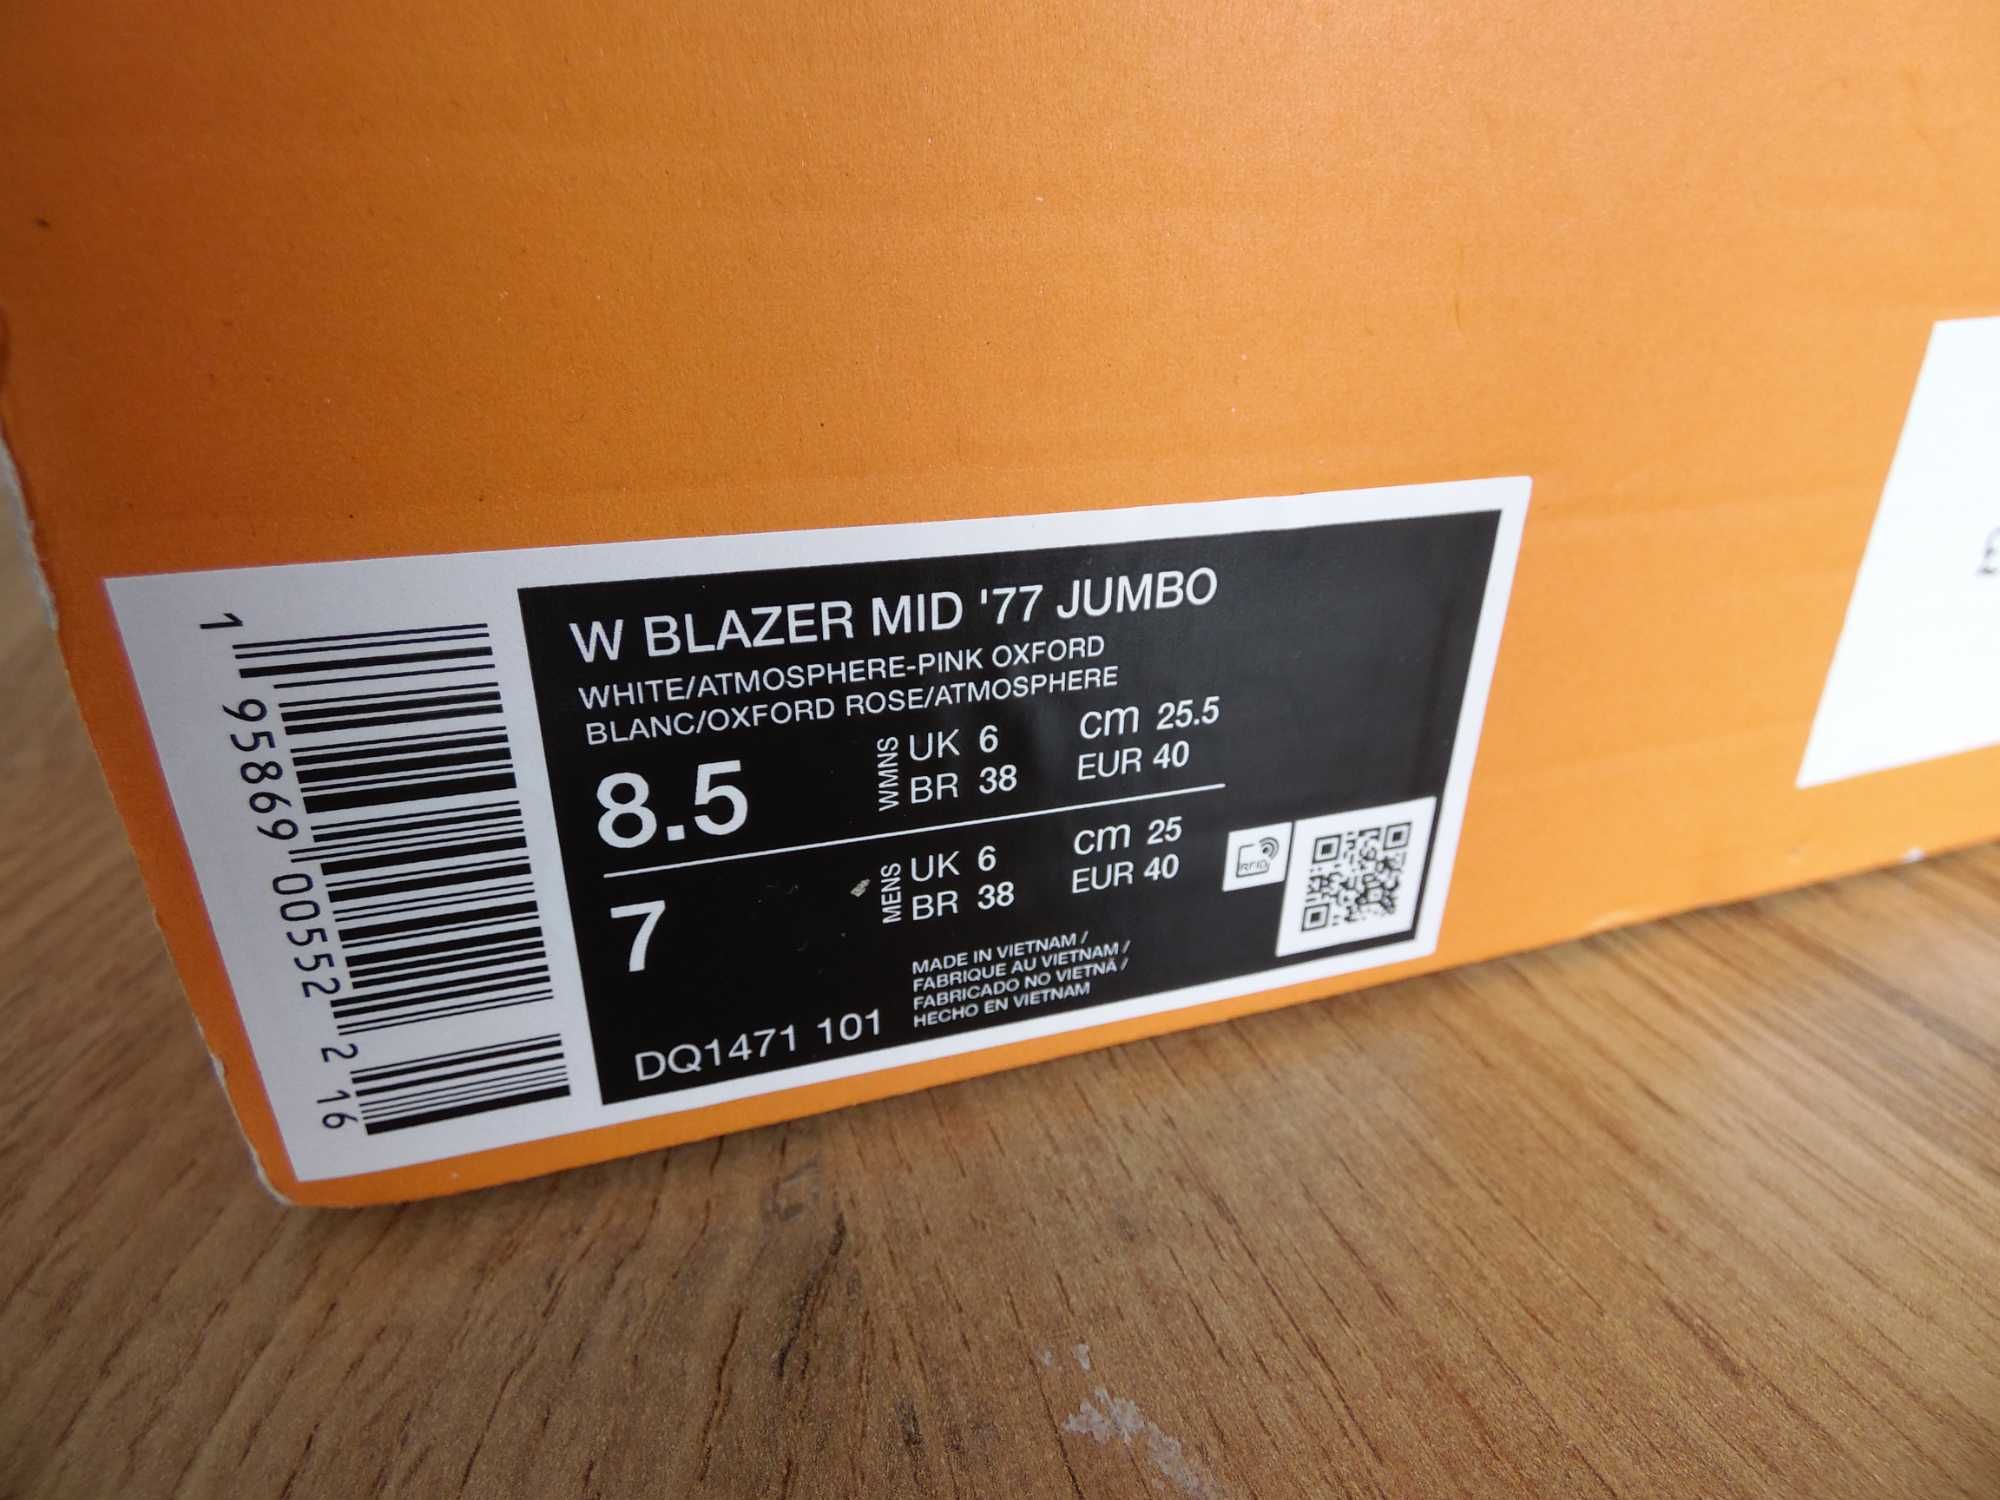 W BLAZER MID '77 JUMBO
WHITE/ATMOSPHERE-PINK OXFORD
BLANC/OXFORD ROSE/ATMOSPHERE
8.5
WMNS
UK 6
BR 38
cm 25.5
EUR 40
7
MENS
UK 6
BR 38
cm 25
EUR 40
RFID
DQ1471 101
MADE IN VIETNAM /
FABRIQUE AU VIETNAM /
FABRICADO NO VIETNÃ /
HECHO EN VIETNAM
1 95869 00552 2 16